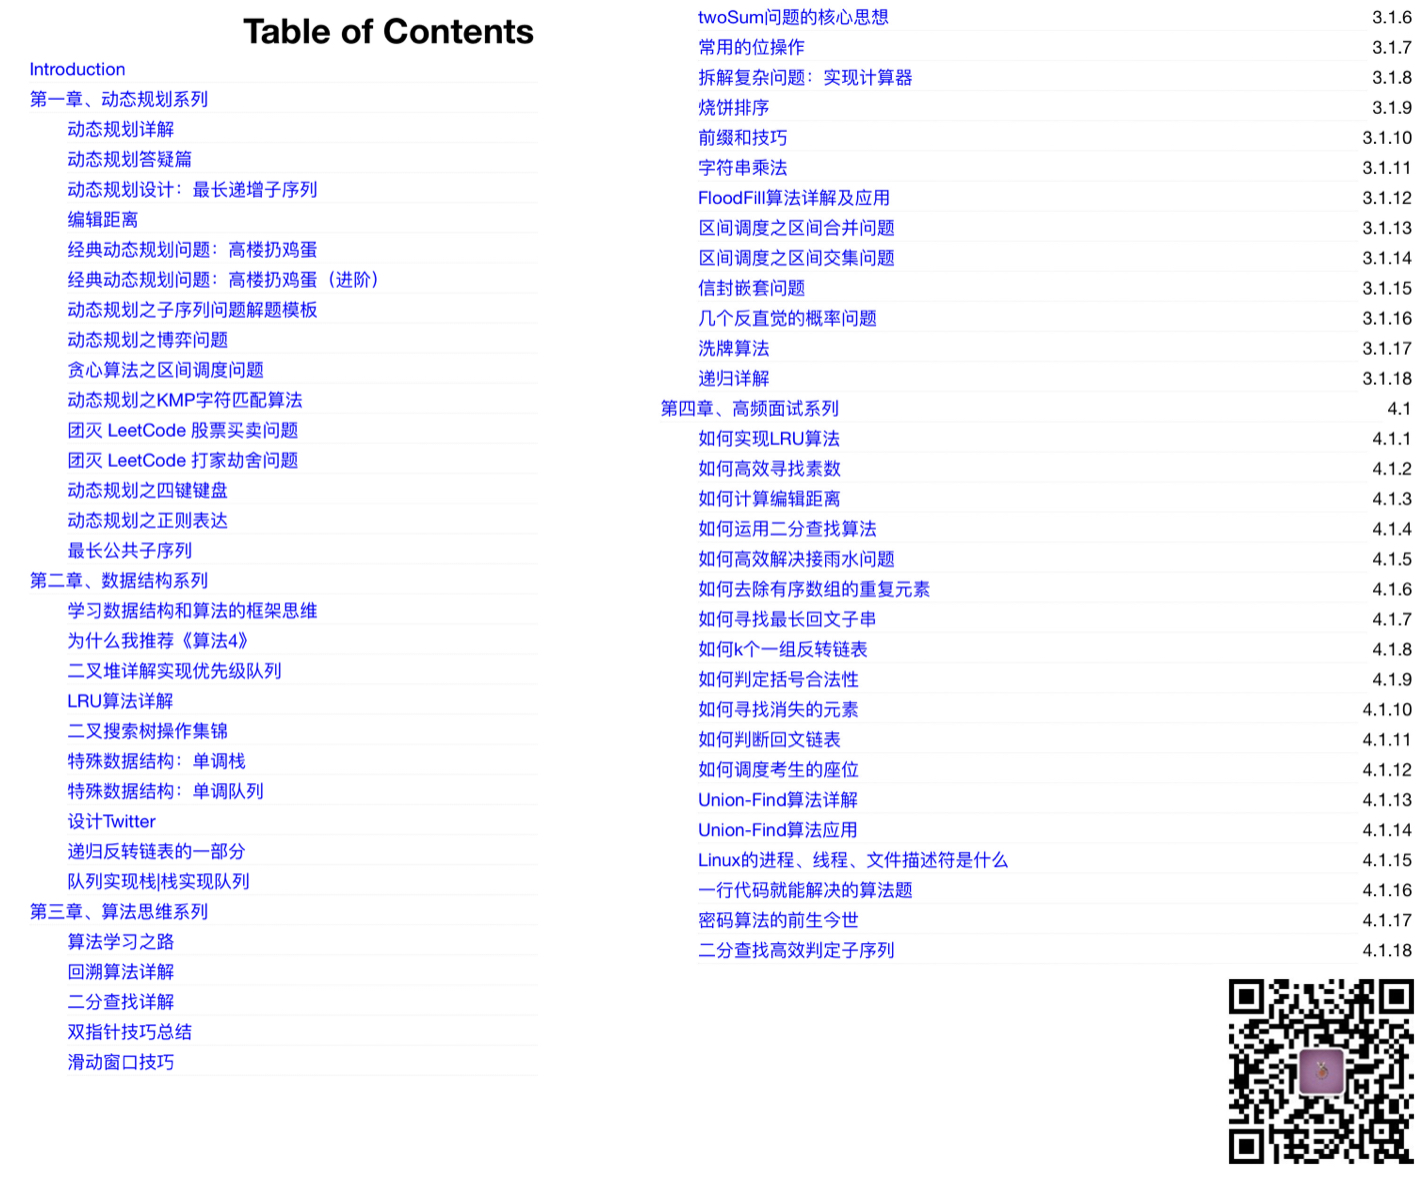 Table of Contents
Introduction
第一章、动态规划系列
动态规划详解
动态规划答疑篇
动态规划设计：最长递增子序列
编辑距离
经典动态规划问题：高楼扔鸡蛋
经典动态规划问题：高楼扔鸡蛋（进阶）
动态规划之子序列问题解题模板
动态规划之博弈问题
贪心算法之区间调度问题
动态规划之KMP字符匹配算法
团灭 LeetCode 股票买卖问题
团灭 LeetCode 打家劫舍问题
动态规划之四键键盘
动态规划之正则表达
最长公共子序列
第二章、数据结构系列
学习数据结构和算法的框架思维
为什么我推荐《算法4》
二叉堆详解实现优先级队列
LRU算法详解
二叉搜索树操作集锦
特殊数据结构：单调栈
特殊数据结构：单调队列
设计Twitter
递归反转链表的一部分
队列实现栈|栈实现队列
第三章、算法思维系列
算法学习之路
回溯算法详解
二分查找详解
双指针技巧总结
滑动窗口技巧
twoSum问题的核心思想 3.1.6
常用的位操作 3.1.7
拆解复杂问题：实现计算器 3.1.8
烧饼排序 3.1.9
前缀和技巧 3.1.10
字符串乘法 3.1.11
FloodFill算法详解及应用 3.1.12
区间调度之区间合并问题 3.1.13
区间调度之区间交集问题 3.1.14
信封嵌套问题 3.1.15
几个反直觉的概率问题 3.1.16
洗牌算法 3.1.17
递归详解 3.1.18
第四章、高频面试系列 4.1
如何实现LRU算法 4.1.1
如何高效寻找素数 4.1.2
如何计算编辑距离 4.1.3
如何运用二分查找算法 4.1.4
如何高效解决接雨水问题 4.1.5
如何去除有序数组的重复元素 4.1.6
如何寻找最长回文子串 4.1.7
如何k个一组反转链表 4.1.8
如何判定括号合法性 4.1.9
如何寻找消失的元素 4.1.10
如何判断回文链表 4.1.11
如何调度考生的座位 4.1.12
Union-Find算法详解 4.1.13
Union-Find算法应用 4.1.14
Linux的进程、线程、文件描述符是什么 4.1.15
一行代码就能解决的算法题 4.1.16
密码算法的前生今世 4.1.17
二分查找高效判定子序列 4.1.18